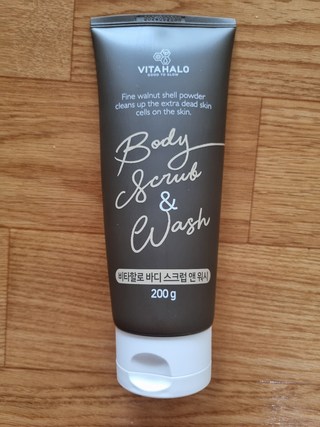 VITAHALO
BORN TO GLOW
Fine walnut shell powder
cleans up the extra dead skin
cells on the skin.
Body
Scrub
&
Wash
비타할로 바디 스크럽 앤 워시
200 g